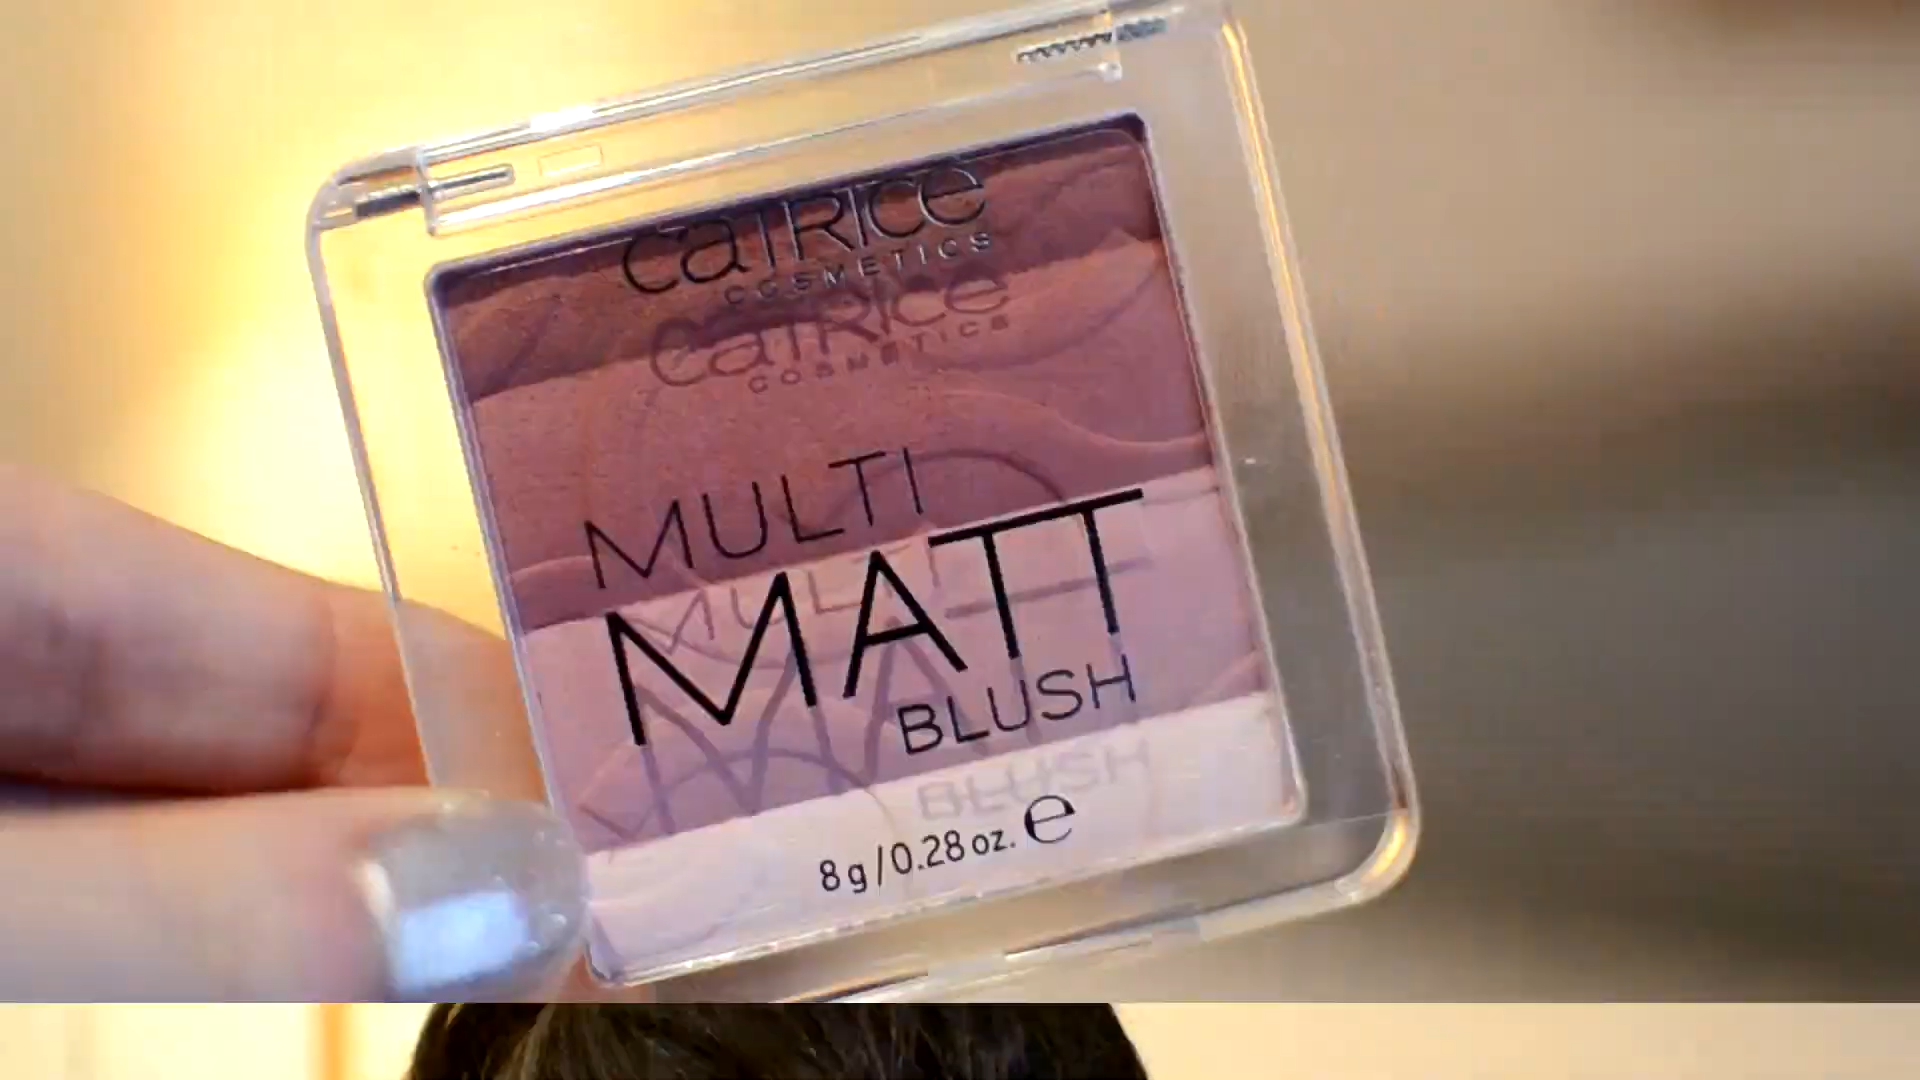 CATRICE
COSMETICS
MULTI
MATT
BLUSH
8 g / 0.28 oz. ℮